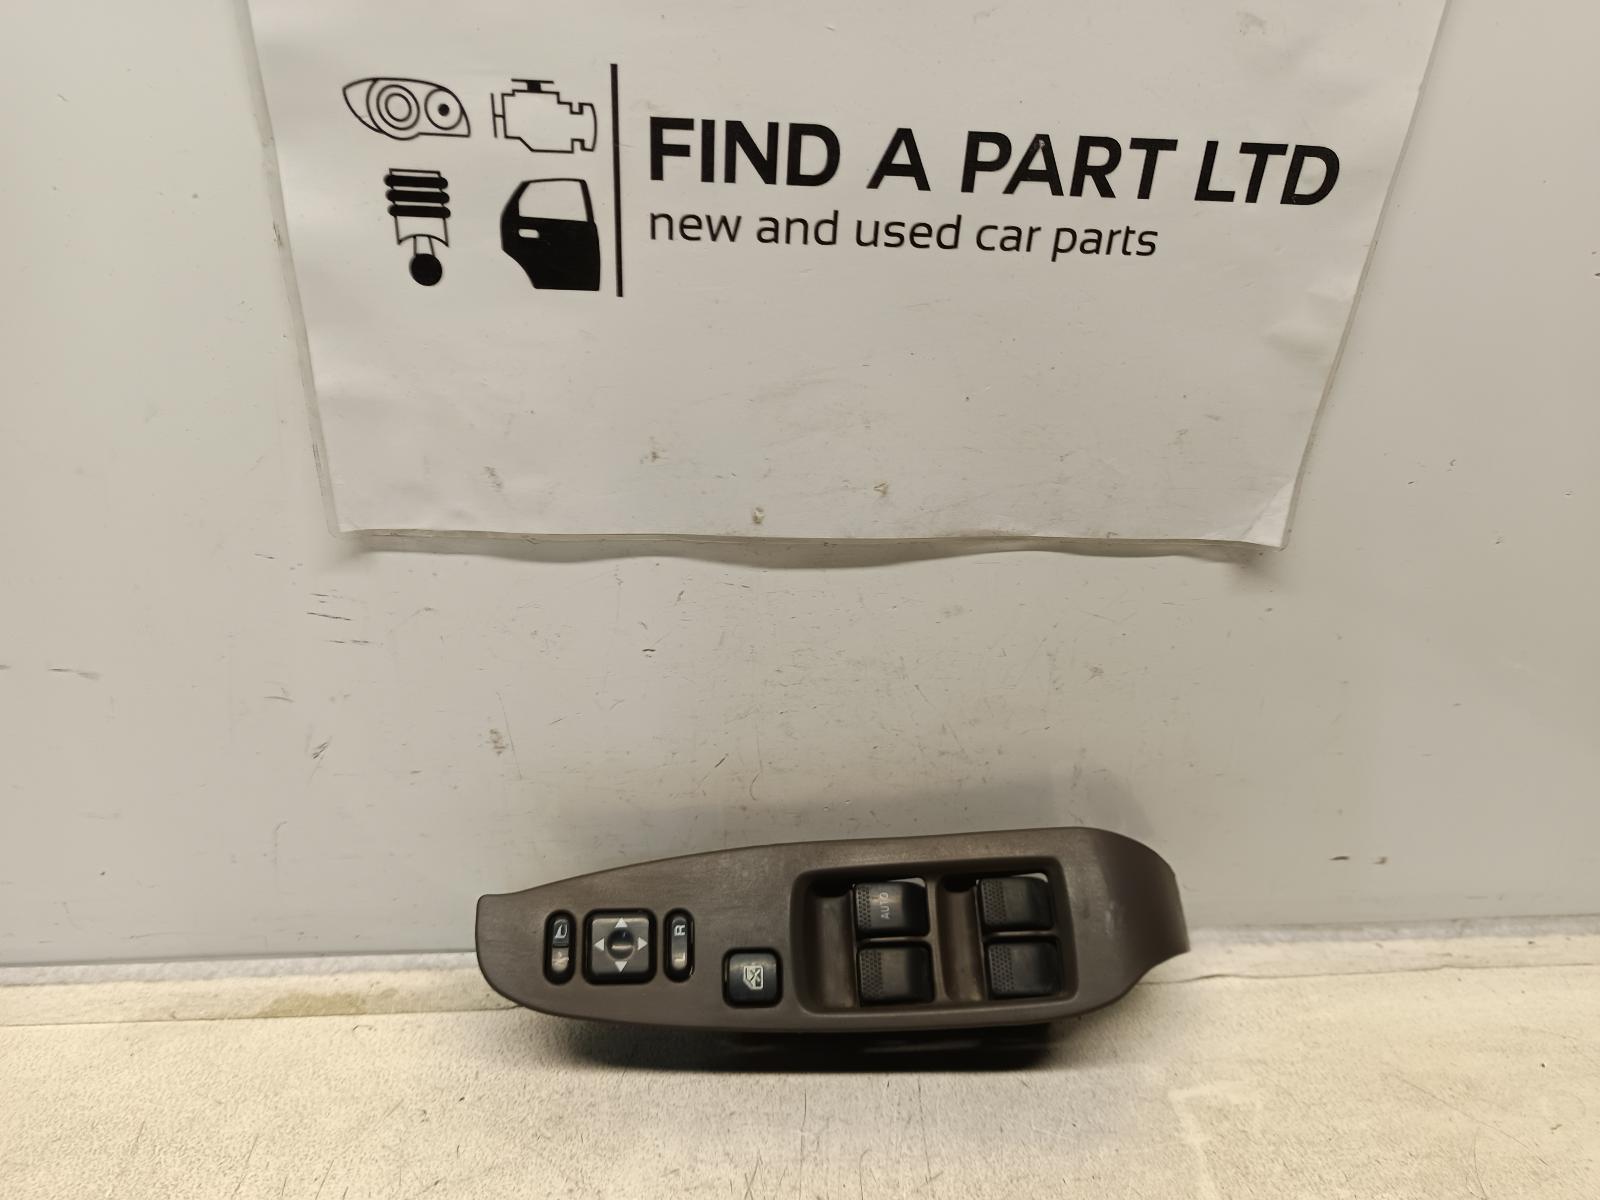 FIND A PART LTD
new and used car parts
AUTO
L R